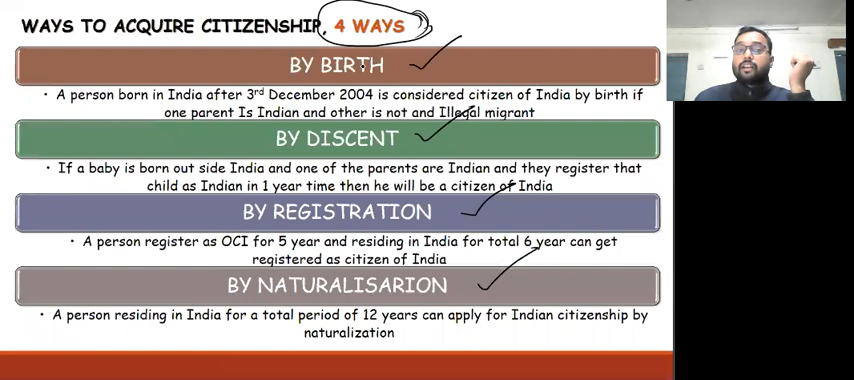 WAYS TO ACQUIRE CITIZENSHIP, 4 WAYS
BY BIRTH
• A person born in India after 3rd December 2004 is considered citizen of India by birth if
one parent Is Indian and other is not and Illegal migrant
BY DISCENT
• If a baby is born out side India and one of the parents are Indian and they register that
child as Indian in 1 year time then he will be a citizen of India
BY REGISTRATION
• A person register as OCI for 5 year and residing in India for total 6 year can get
registered as citizen of India
BY NATURALISARION
• A person residing in India for a total period of 12 years can apply for Indian citizenship by
naturalization